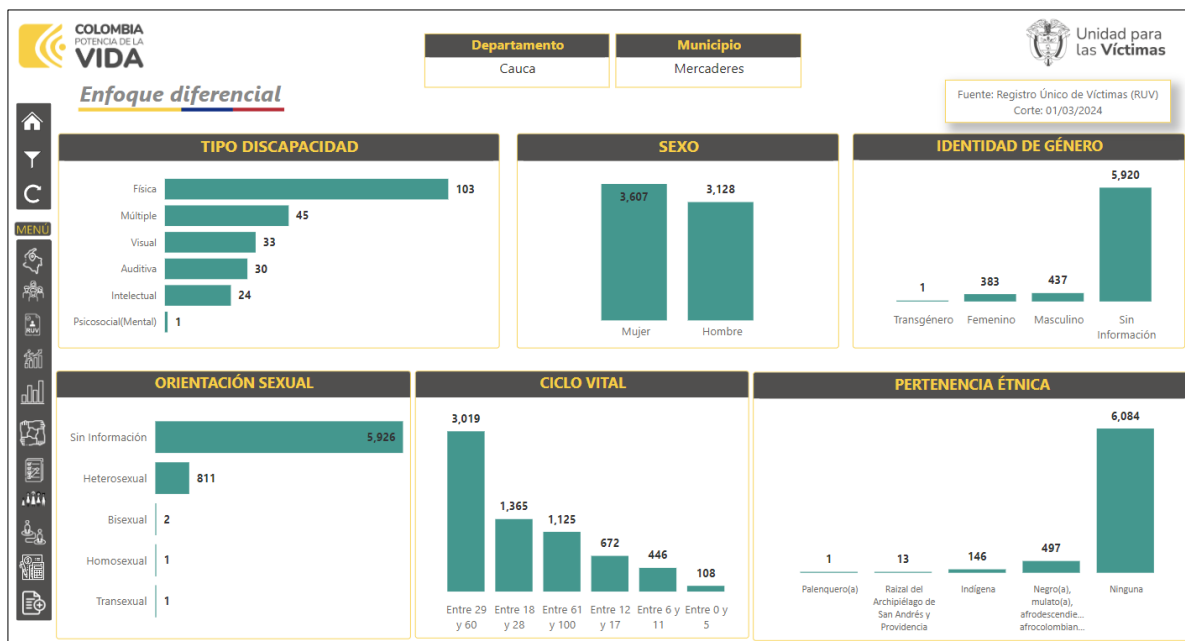 COLOMBIA
POTENCIA DE LA
VIDA
Departamento
Cauca
Municipio
Mercaderes
Unidad para
las Víctimas
Enfoque diferencial
Fuente: Registro Único de Víctimas (RUV)
Corte: 01/03/2024
MENÚ
RUV
TIPO DISCAPACIDAD
Física
103
Múltiple
45
Visual
33
Auditiva
30
Intelectual
24
Psicosocial(Mental)
1
SEXO
3,607
3,128
Mujer
Hombre
IDENTIDAD DE GÉNERO
1
383
437
5,920
Transgénero
Femenino
Masculino
Sin
Información
ORIENTACIÓN SEXUAL
Sin Información
5,926
Heterosexual
811
Bisexual
2
Homosexual
1
Transexual
1
CICLO VITAL
3,019
1,365
1,125
672
446
108
Entre 29
y 60
Entre 18
y 28
Entre 61
y 100
Entre 12
y 17
Entre 6 y
11
Entre 0 y
5
PERTENENCIA ÉTNICA
1
13
146
497
6,084
Palenquero(a)
Raizal del
Archipiélago de
San Andrés y
Providencia
Indígena
Negro(a),
mulato(a),
afrodescendie...
afrocolombian...
Ninguna